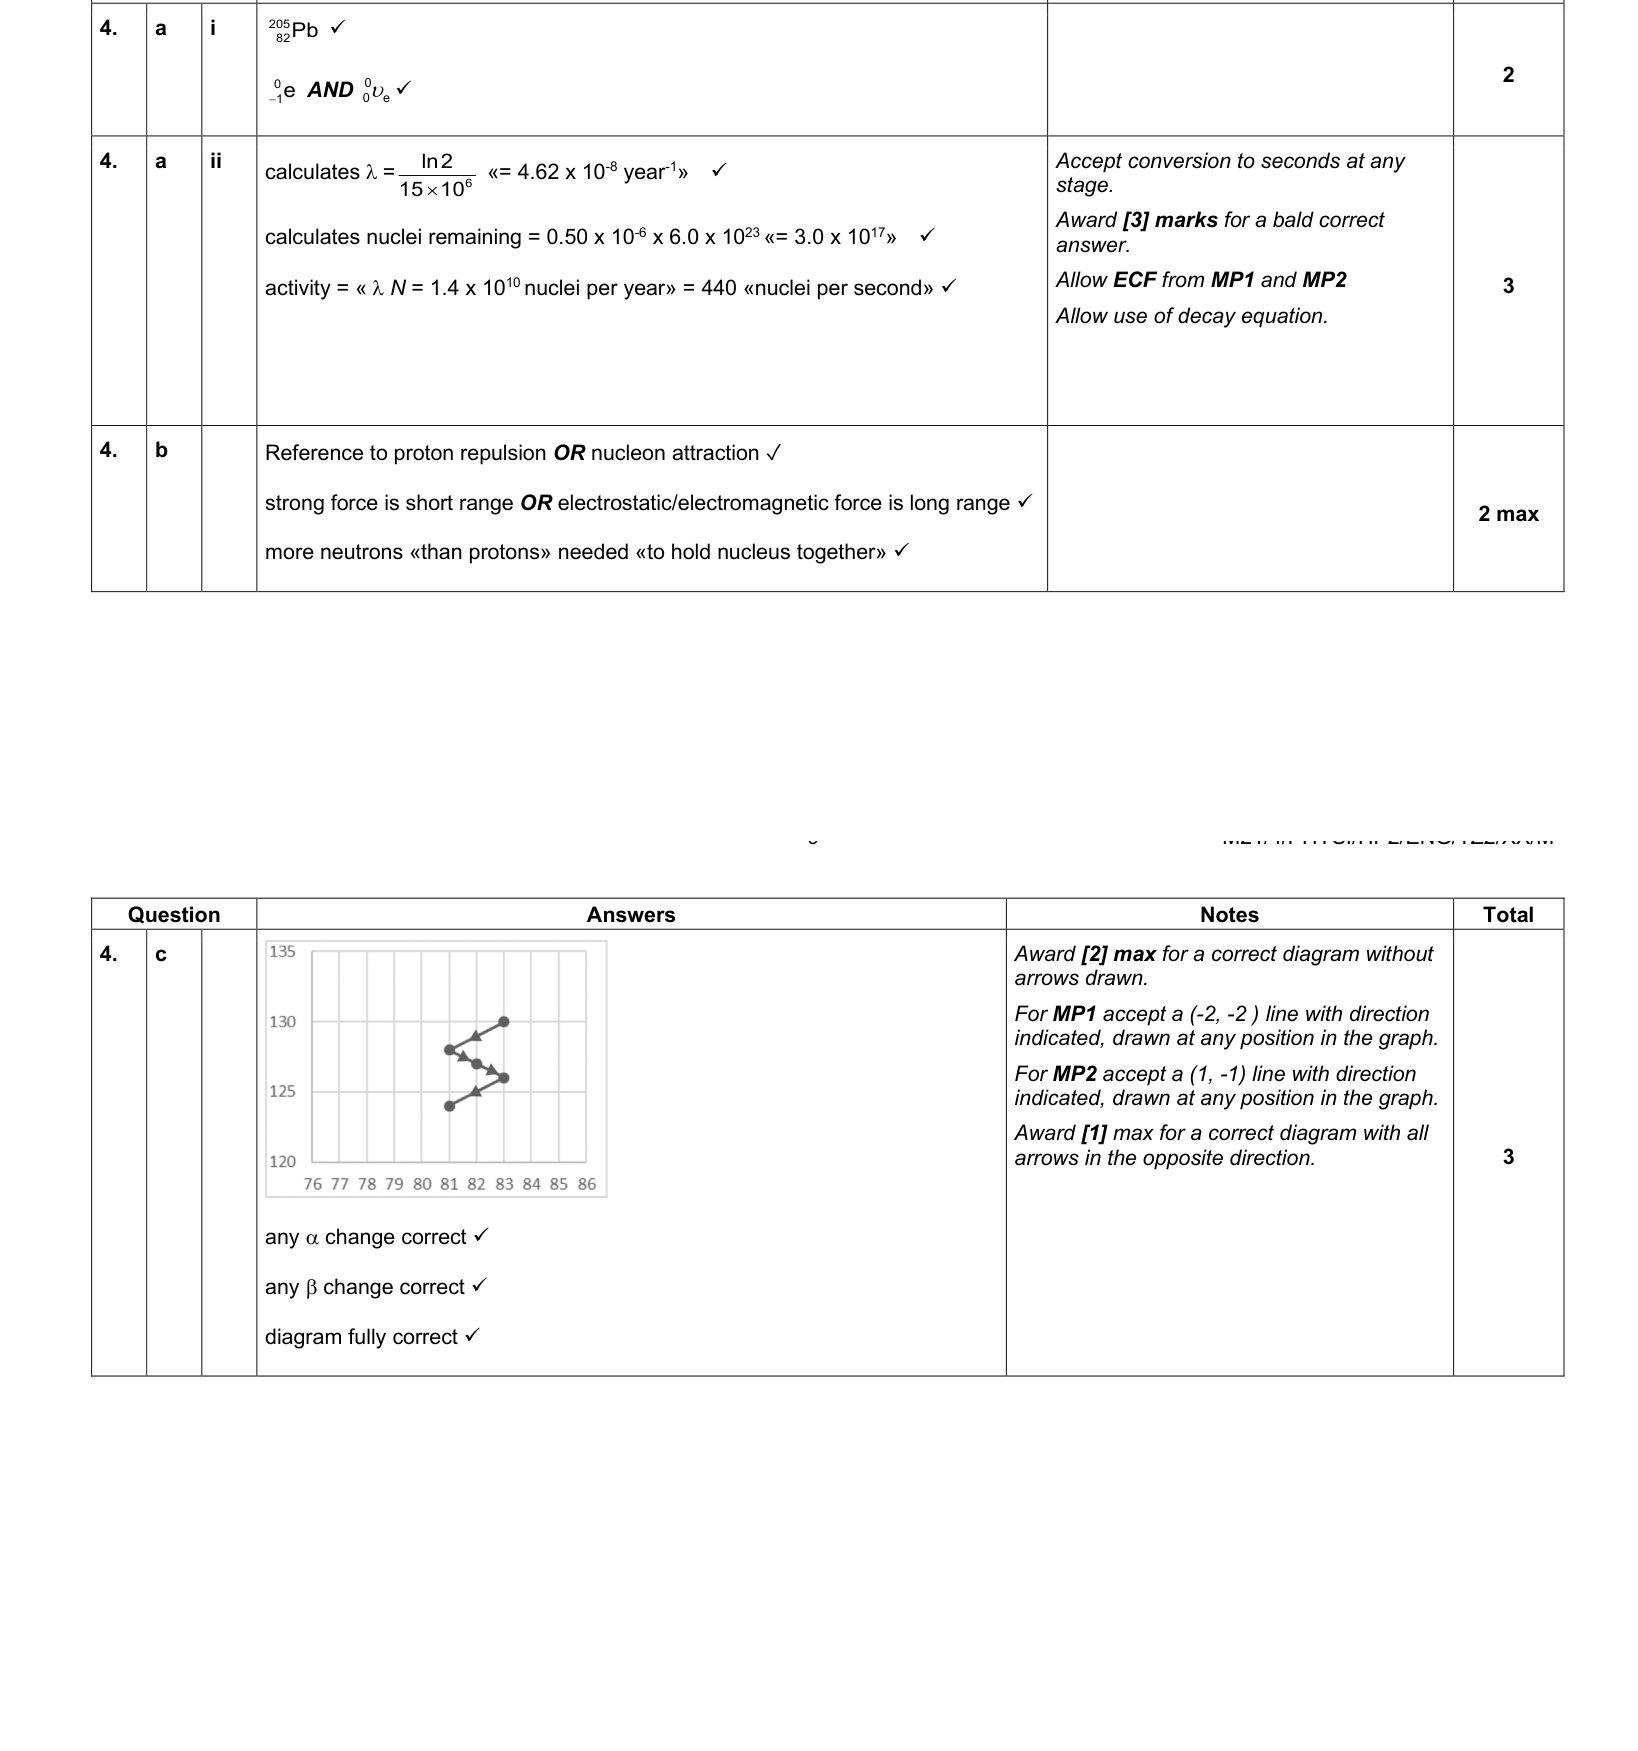 4. a i ²⁰⁵₈₂Pb ✓
2
⁰₋₁e AND ⁰₀υₑ ✓
4. a ii calculates λ = ln2 / 15×10⁶ «= 4.62 x 10⁻⁸ year⁻¹» ✓
calculates nuclei remaining = 0.50 x 10⁻⁶ x 6.0 x 10²³ «= 3.0 x 10¹⁷» ✓
activity = « λ N = 1.4 x 10¹⁰ nuclei per year» = 440 «nuclei per second» ✓
Accept conversion to seconds at any
stage.
Award [3] marks for a bald correct
answer.
Allow ECF from MP1 and MP2
Allow use of decay equation.
3
4. b Reference to proton repulsion OR nucleon attraction ✓
strong force is short range OR electrostatic/electromagnetic force is long range ✓
more neutrons «than protons» needed «to hold nucleus together» ✓
2 max
Question Answers Notes Total
4. c
135
130
125
120
76 77 78 79 80 81 82 83 84 85 86
any α change correct ✓
any β change correct ✓
diagram fully correct ✓
Award [2] max for a correct diagram without
arrows drawn.
For MP1 accept a (-2, -2 ) line with direction
indicated, drawn at any position in the graph.
For MP2 accept a (1, -1) line with direction
indicated, drawn at any position in the graph.
Award [1] max for a correct diagram with all
arrows in the opposite direction.
3